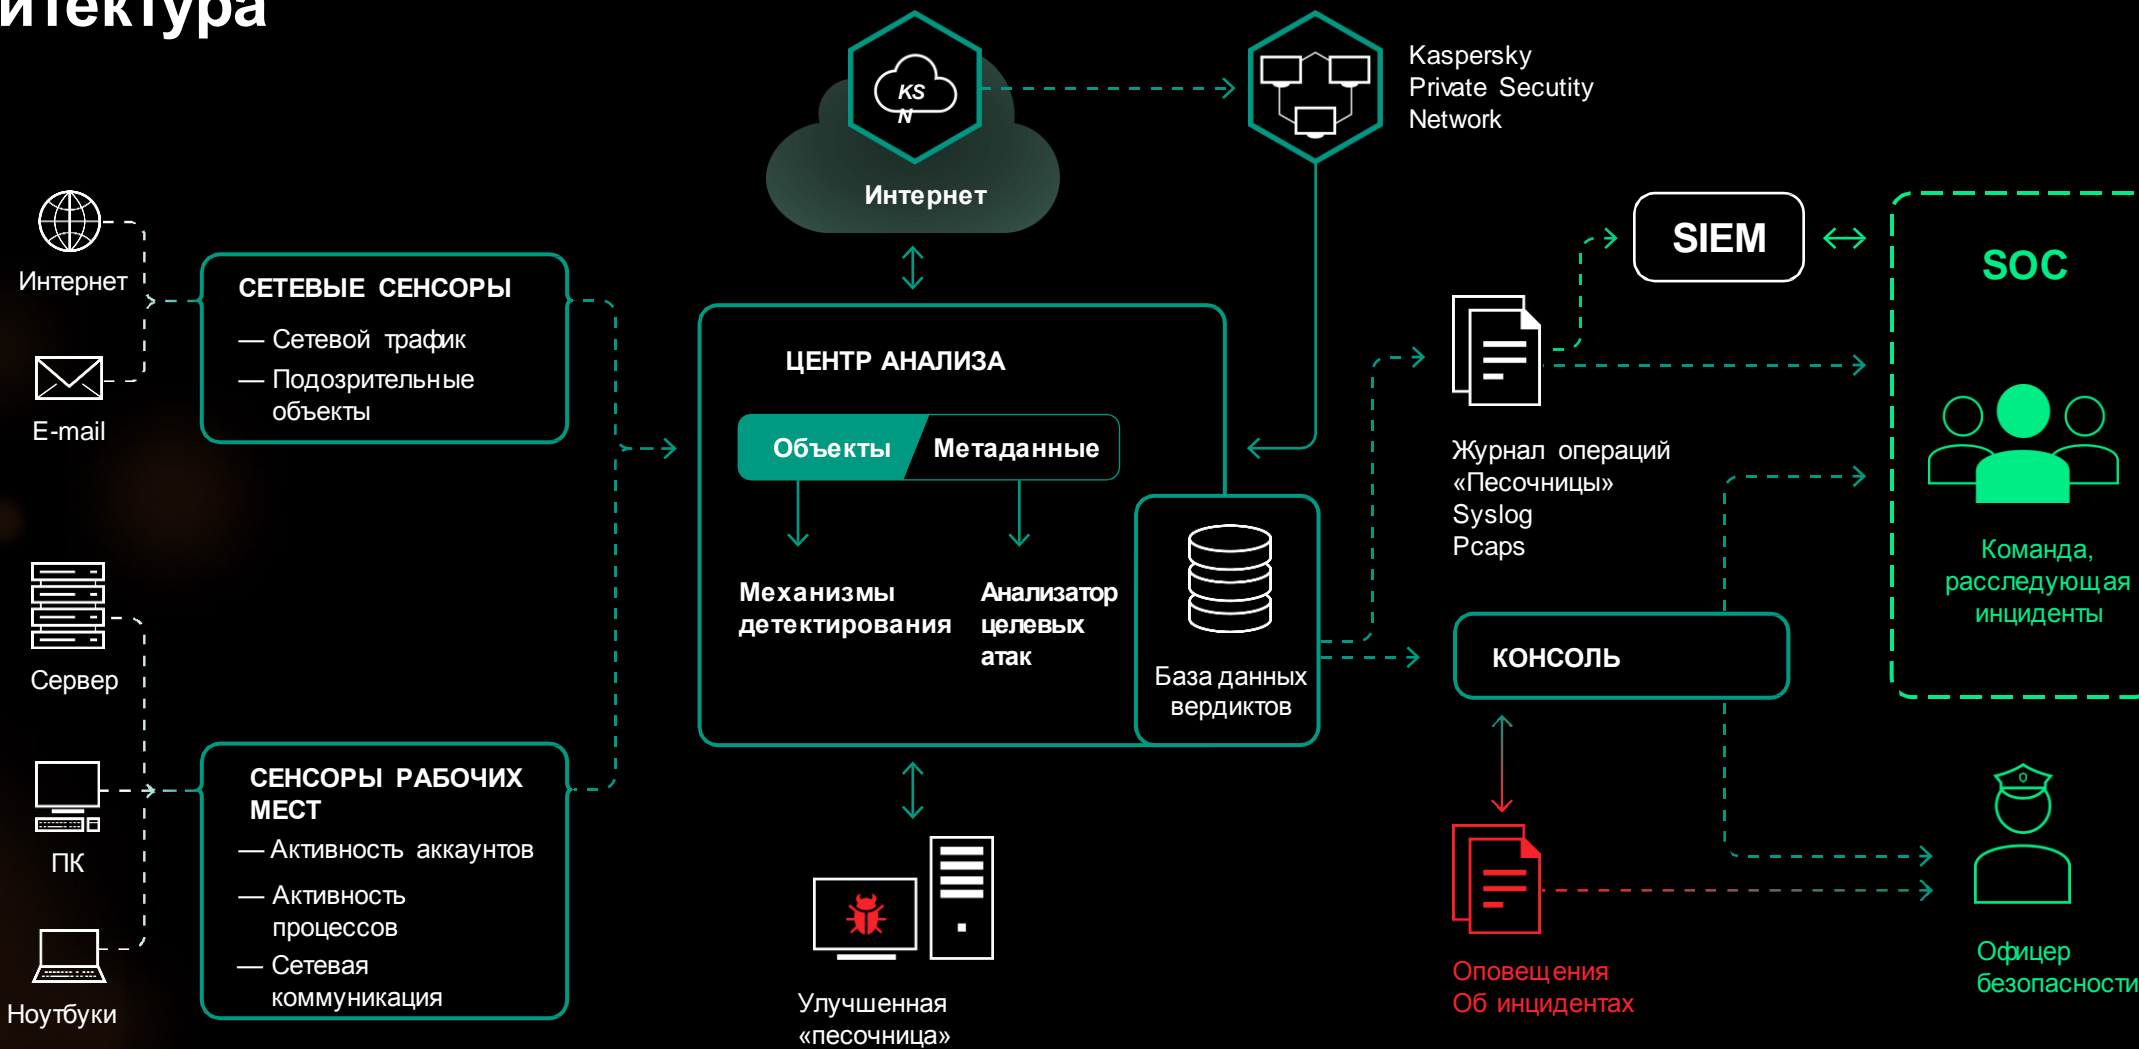 итектура
KS
N
Интернет
Kaspersky
Private Secutity
Network
Интернет
E-mail
СЕТЕВЫЕ СЕНСОРЫ
— Сетевой трафик
— Подозрительные
объекты
Сервер
ПК
Ноутбуки
СЕНСОРЫ РАБОЧИХ
МЕСТ
— Активность аккаунтов
— Активность
процессов
— Сетевая
коммуникация
ЦЕНТР АНАЛИЗА
Объекты
Метаданные
Механизмы
детектирования
Анализатор
целевых
атак
База данных
вердиктов
Улучшенная
«песочница»
SIEM
Журнал операций
«Песочницы»
Syslog
Pcaps
КОНСОЛЬ
Оповещения
Об инцидентах
SOC
Команда,
расследующая
инциденты
Офицер
безопасности